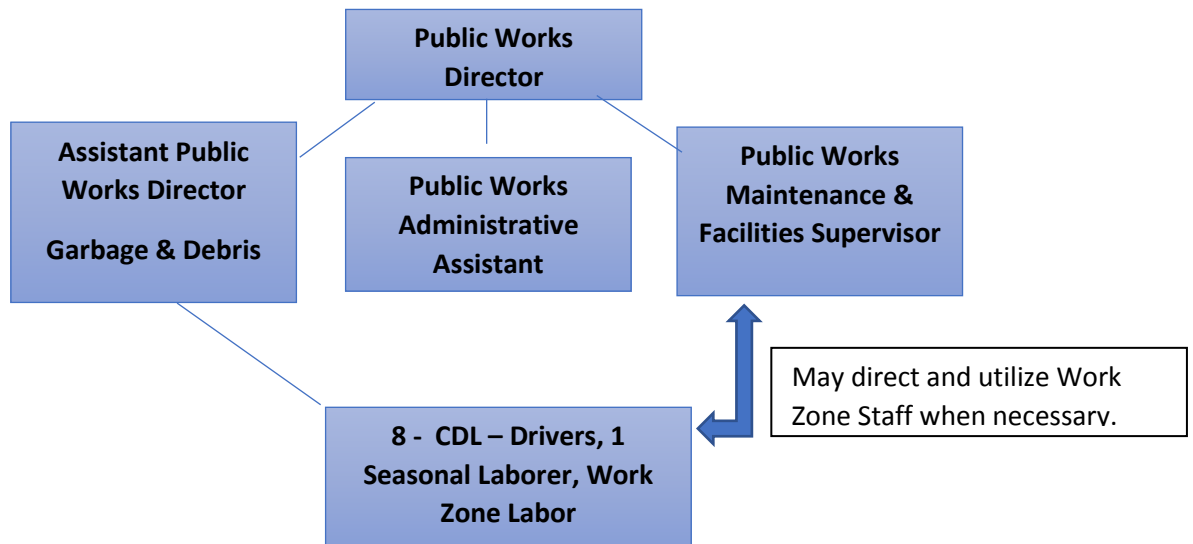 Public Works
Director
Assistant Public
Works Director
Garbage & Debris
Public Works
Administrative
Assistant
Public Works
Maintenance &
Facilities Supervisor
May direct and utilize Work
Zone Staff when necessary.
8 - CDL – Drivers, 1
Seasonal Laborer, Work
Zone Labor